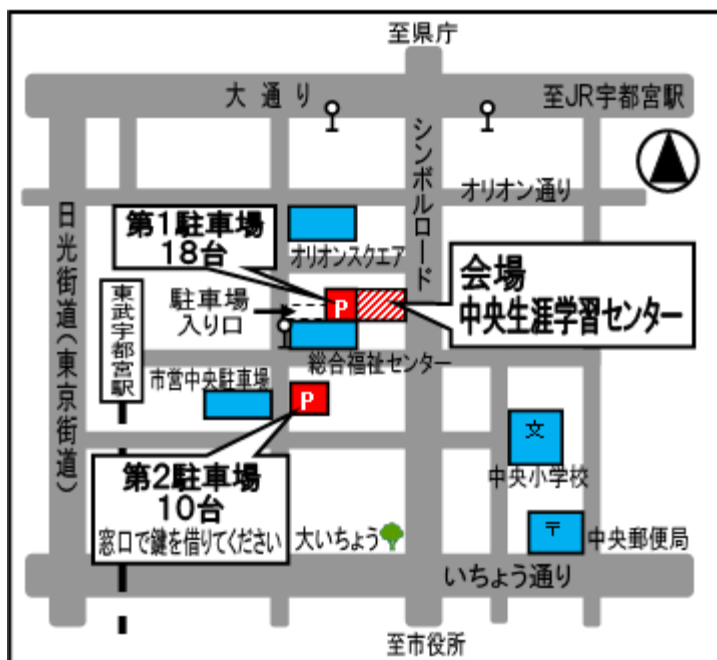 至県庁
大通り
至JR宇都宮駅
シンボルロード
オリオン通り
日光街道(東京街道)
第1駐車場
18台
オリオンスクエア
会場
中央生涯学習センター
東武宇都宮駅
駐車場
入り口
P
総合福祉センター
市営中央駐車場
P
文
中央小学校
第2駐車場
10台
窓口で鍵を借りてください
大いちょう
〒
中央郵便局
いちょう通り
至市役所